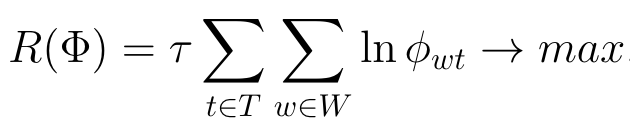 R(Φ) = τ ∑_{t∈T} ∑_{w∈W} ln ϕ_{wt} → max.